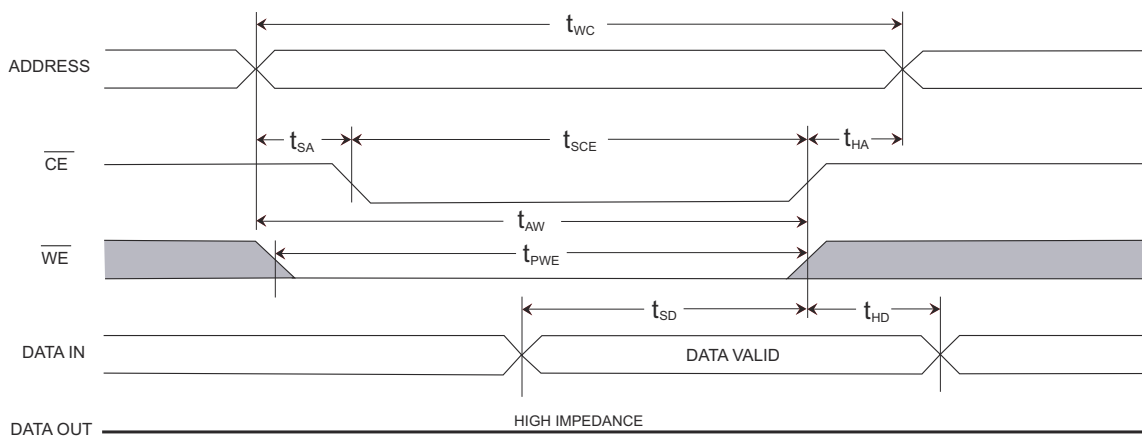 tWC
ADDRESS
tSA tSCE tHA
CE
tAW
WE
tPWE
tSD tHD
DATA IN
DATA VALID
HIGH IMPEDANCE
DATA OUT